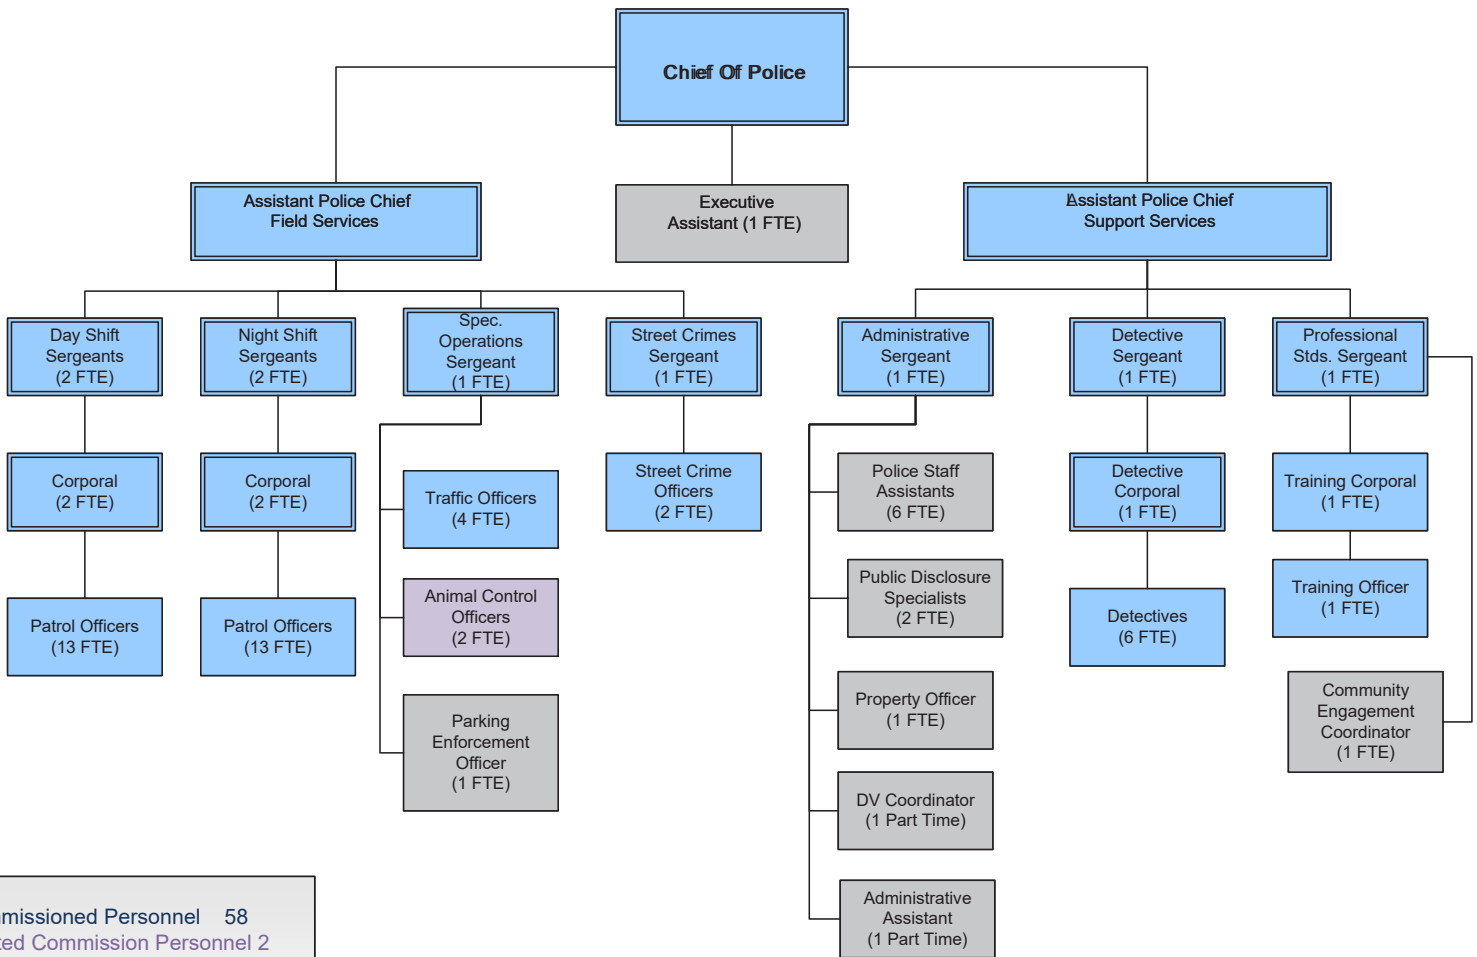 Chief Of Police
Assistant Police Chief
Field Services
Executive
Assistant (1 FTE)
Assistant Police Chief
Support Services
Day Shift
Sergeants
(2 FTE)
Night Shift
Sergeants
(2 FTE)
Spec.
Operations
Sergeant
(1 FTE)
Street Crimes
Sergeant
(1 FTE)
Administrative
Sergeant
(1 FTE)
Detective
Sergeant
(1 FTE)
Professional
Stds. Sergeant
(1 FTE)
Corporal
(2 FTE)
Corporal
(2 FTE)
Traffic Officers
(4 FTE)
Street Crime
Officers
(2 FTE)
Police Staff
Assistants
(6 FTE)
Detective
Corporal
(1 FTE)
Training Corporal
(1 FTE)
Patrol Officers
(13 FTE)
Patrol Officers
(13 FTE)
Animal Control
Officers
(2 FTE)
Public Disclosure
Specialists
(2 FTE)
Detectives
(6 FTE)
Training Officer
(1 FTE)
Parking
Enforcement
Officer
(1 FTE)
Property Officer
(1 FTE)
Community
Engagement
Coordinator
(1 FTE)
DV Coordinator
(1 Part Time)
Administrative
Assistant
(1 Part Time)
missioned Personnel 58
ted Commission Personnel 2